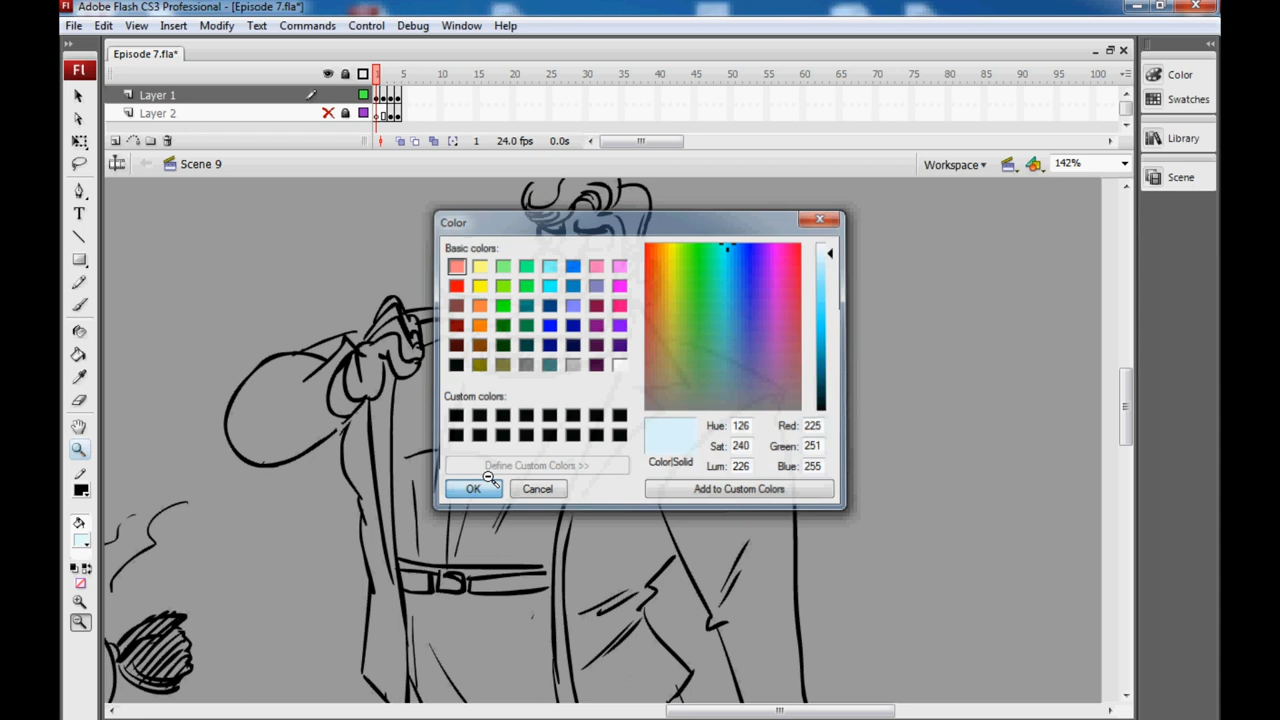 Adobe Flash CS3 Professional - [Episode 7.fla*]
File Edit View Insert Modify Text Commands Control Debug Window Help
Episode 7.fla*
1 5 10 15 20 25 30 35 40 45 50 55 60 65 70 75 80 85 90 95 100
Layer 1
Layer 2
1 24.0 fps 0.0s
Scene 9
Workspace
142%
Fl
T
Color
Swatches
Library
Scene
Color
Basic colors:
Custom colors:
Define Custom Colors >>
OK
Cancel
Color|Solid
Hue: 126
Red: 225
Sat: 240
Green: 251
Lum: 226
Blue: 255
Add to Custom Colors